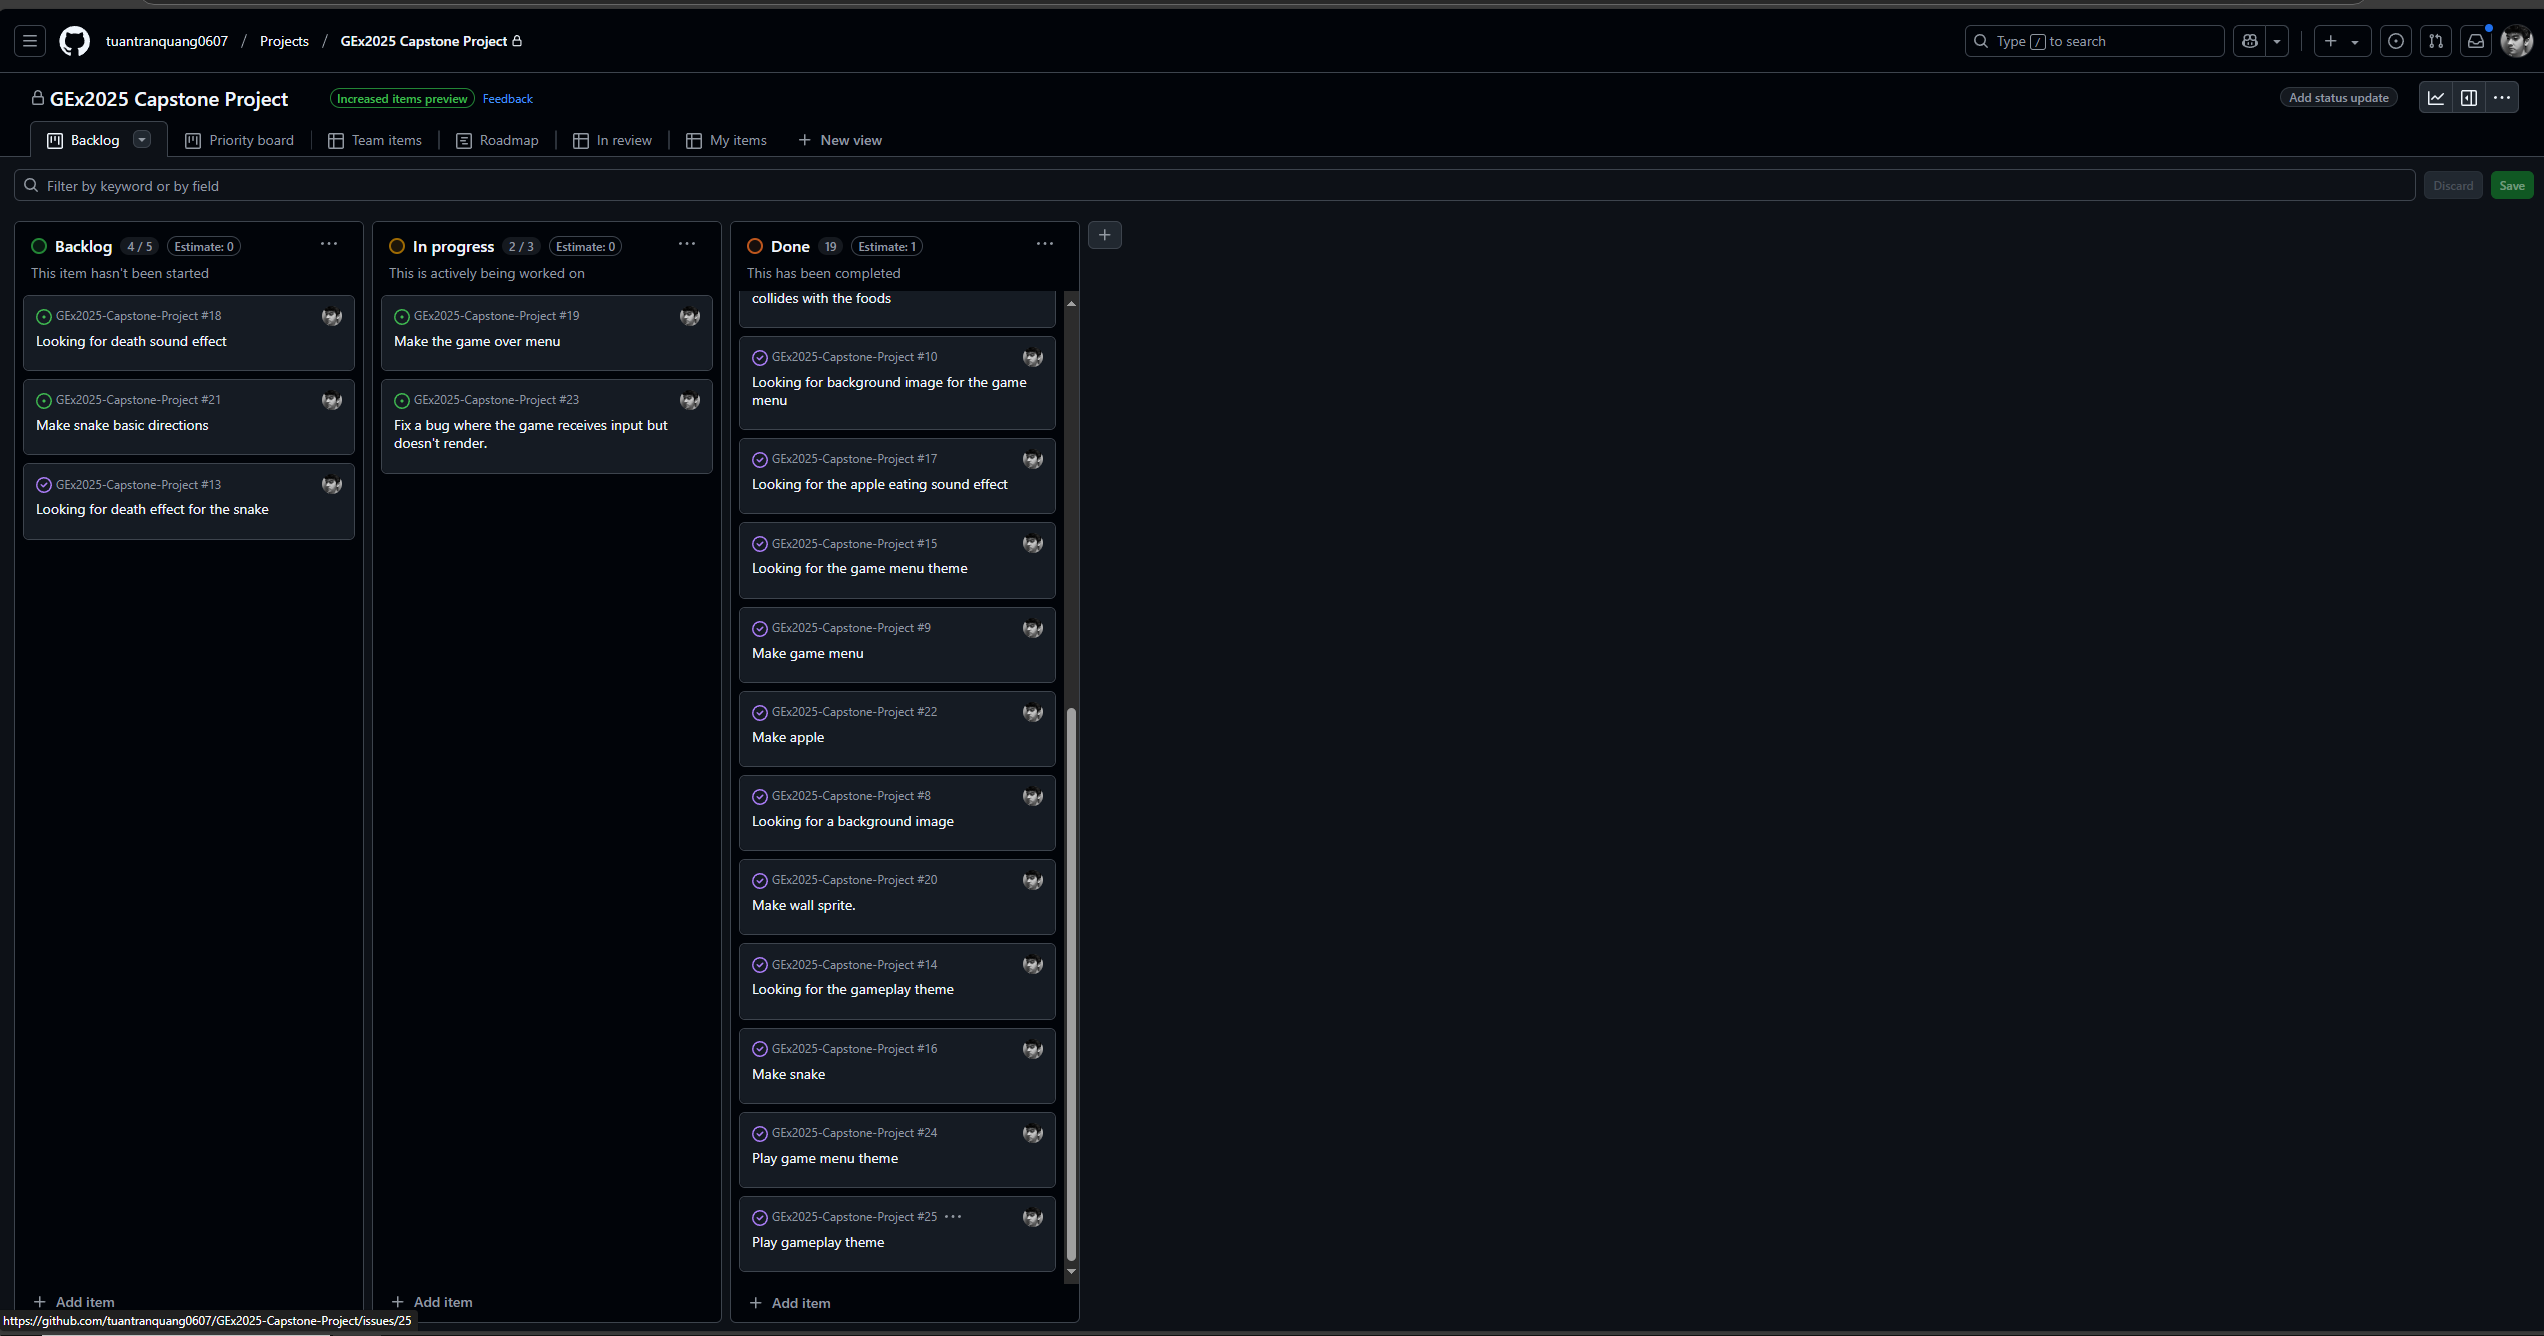 tuantranquang0607 / Projects / GEx2025 Capstone Project
Type / to search
GEx2025 Capstone Project
Increased items preview
Feedback
Add status update
Backlog
Priority board
Team items
Roadmap
In review
My items
New view
Filter by keyword or by field
Discard
Save
Backlog 4 / 5 Estimate: 0
This item hasn't been started
GEx2025-Capstone-Project #18
Looking for death sound effect
GEx2025-Capstone-Project #21
Make snake basic directions
GEx2025-Capstone-Project #13
Looking for death effect for the snake
Add item
In progress 2 / 3 Estimate: 0
This is actively being worked on
GEx2025-Capstone-Project #19
Make the game over menu
GEx2025-Capstone-Project #23
Fix a bug where the game receives input but
doesn't render.
Add item
Done 19 Estimate: 1
This has been completed
collides with the foods
GEx2025-Capstone-Project #10
Looking for background image for the game
menu
GEx2025-Capstone-Project #17
Looking for the apple eating sound effect
GEx2025-Capstone-Project #15
Looking for the game menu theme
GEx2025-Capstone-Project #9
Make game menu
GEx2025-Capstone-Project #22
Make apple
GEx2025-Capstone-Project #8
Looking for a background image
GEx2025-Capstone-Project #20
Make wall sprite.
GEx2025-Capstone-Project #14
Looking for the gameplay theme
GEx2025-Capstone-Project #16
Make snake
GEx2025-Capstone-Project #24
Play game menu theme
GEx2025-Capstone-Project #25
Play gameplay theme
Add item
https://github.com/tuantranquang0607/GEx2025-Capstone-Project/issues/25